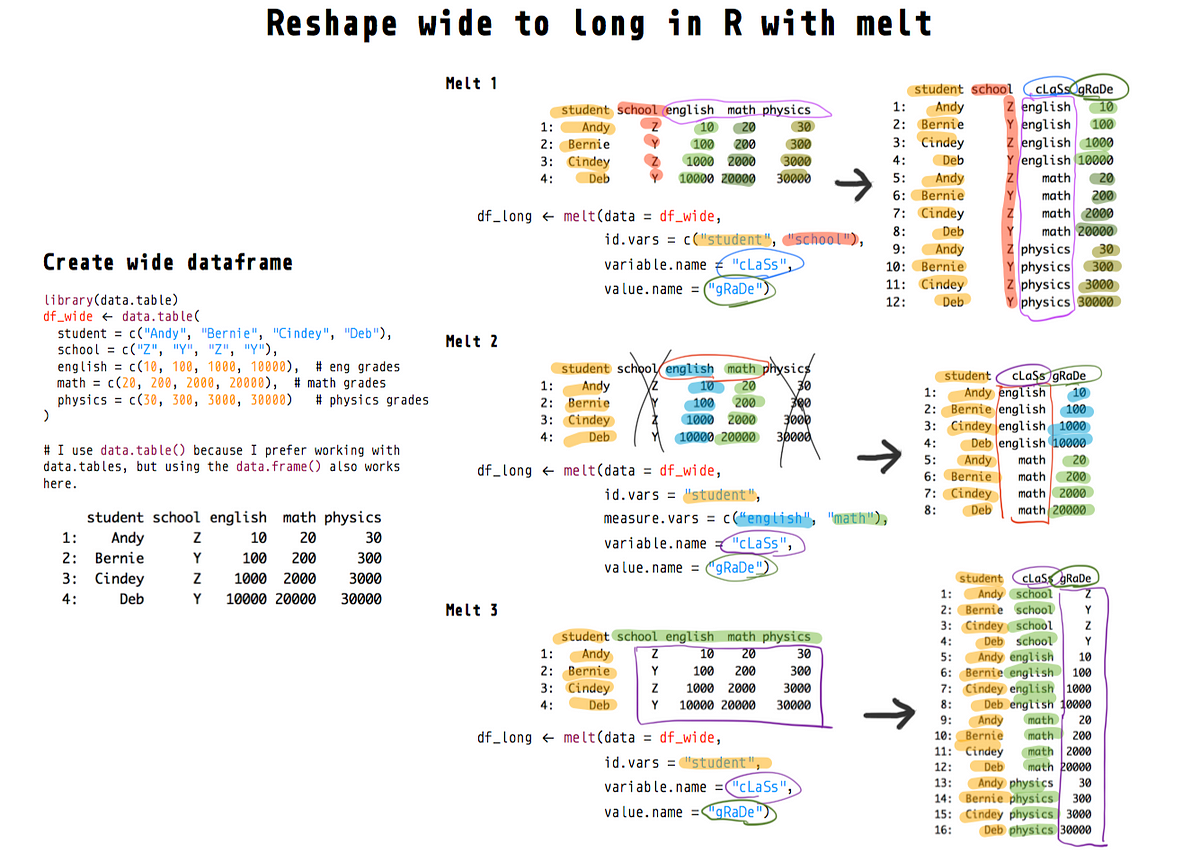 Reshape wide to long in R with melt
Create wide dataframe
library(data.table)
df_wide ← data.table(
student = c("Andy", "Bernie", "Cindey", "Deb"),
school = c("Z", "Y", "Z", "Y"),
english = c(10, 100, 1000, 10000), # eng grades
math = c(20, 200, 2000, 20000), # math grades
physics = c(30, 300, 3000, 30000) # physics grades
)
# I use data.table() because I prefer working with
data.tables, but using the data.frame() also works
here.
student school english math physics
1: Andy Z 10 20 30
2: Bernie Y 100 200 300
3: Cindey Z 1000 2000 3000
4: Deb Y 10000 20000 30000
Melt 1
student school english math physics
1: Andy Z 10 20 30
2: Bernie Y 100 200 300
3: Cindey Z 1000 2000 3000
4: Deb Y 10000 20000 30000
df_long ← melt(data = df_wide,
id.vars = c("student", "school"),
variable.name = "cLaSs",
value.name = "gRaDe")
student school cLaSs gRaDe
1: Andy Z english 10
2: Bernie Y english 100
3: Cindey Z english 1000
4: Deb Y english 10000
5: Andy Z math 20
6: Bernie Y math 200
7: Cindey Z math 2000
8: Deb Y math 20000
9: Andy Z physics 30
10: Bernie Y physics 300
11: Cindey Z physics 3000
12: Deb Y physics 30000
Melt 2
student school english math physics
1: Andy Z 10 20 30
2: Bernie Y 100 200 300
3: Cindey Z 1000 2000 3000
4: Deb Y 10000 20000 30000
df_long ← melt(data = df_wide,
id.vars = "student",
measure.vars = c("english", "math"),
variable.name = "cLaSs",
value.name = "gRaDe")
student cLaSs gRaDe
1: Andy english 10
2: Bernie english 100
3: Cindey english 1000
4: Deb english 10000
5: Andy math 20
6: Bernie math 200
7: Cindey math 2000
8: Deb math 20000
Melt 3
student school english math physics
1: Andy Z 10 20 30
2: Bernie Y 100 200 300
3: Cindey Z 1000 2000 3000
4: Deb Y 10000 20000 30000
df_long ← melt(data = df_wide,
id.vars = "student",
variable.name = "cLaSs",
value.name = "gRaDe")
student cLaSs gRaDe
1: Andy school Z
2: Bernie school Y
3: Cindey school Z
4: Deb school Y
5: Andy english 10
6: Bernie english 100
7: Cindey english 1000
8: Deb english 10000
9: Andy math 20
10: Bernie math 200
11: Cindey math 2000
12: Deb math 20000
13: Andy physics 30
14: Bernie physics 300
15: Cindey physics 3000
16: Deb physics 30000